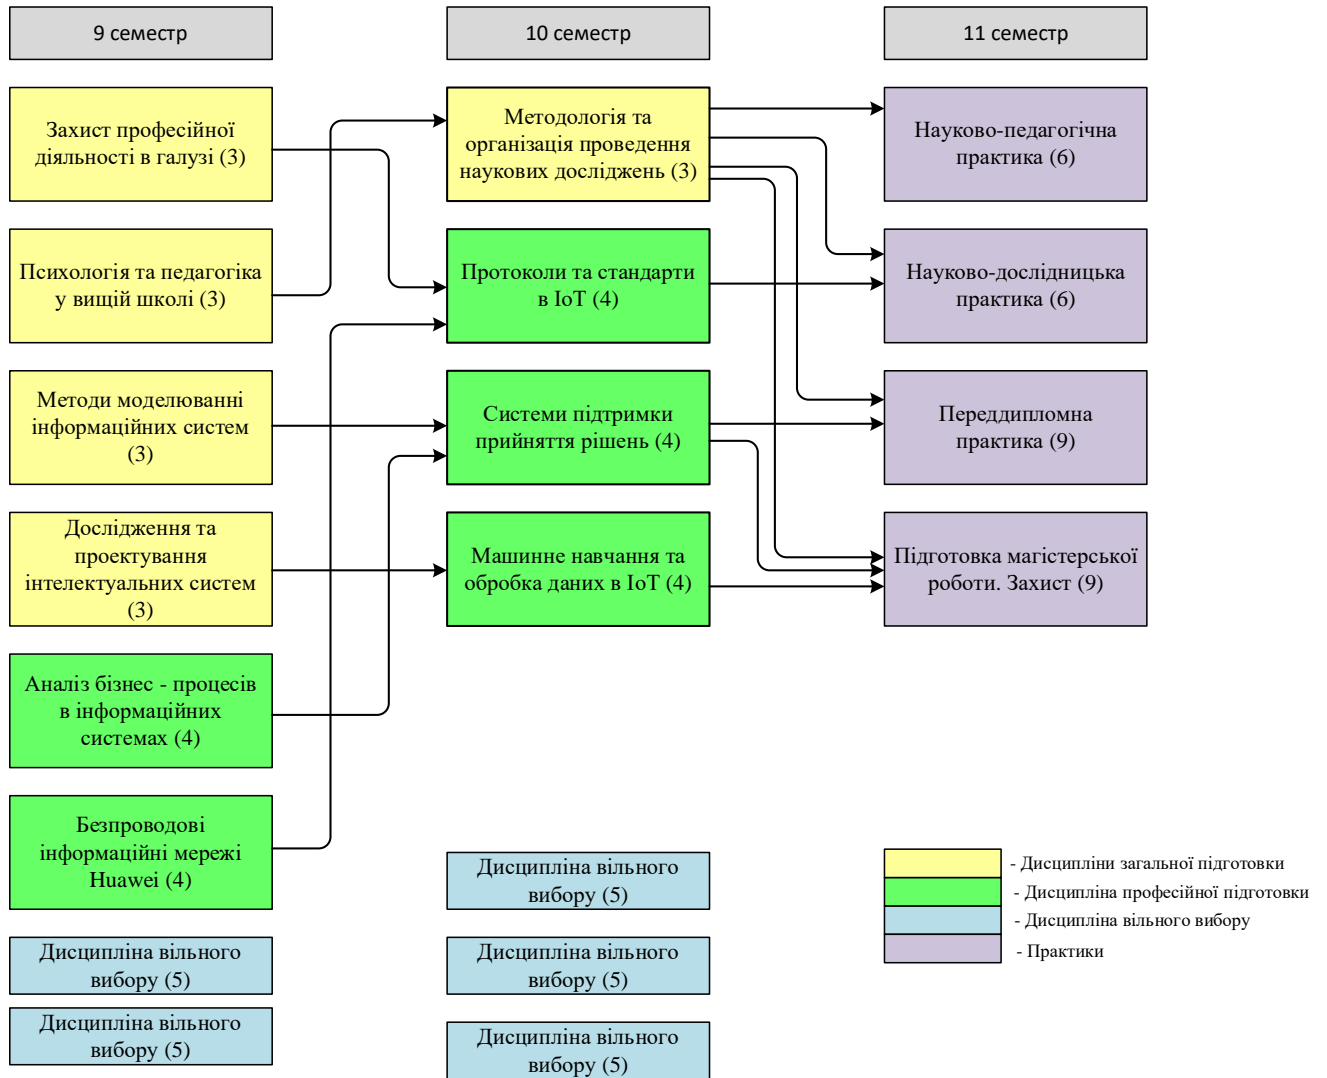 9 семестр
10 семестр
11 семестр
Захист професійної
діяльності в галузі (3)
Методологія та
організація проведення
наукових досліджень (3)
Науково-педагогічна
практика (6)
Психологія та педагогіка
у вищій школі (3)
Протоколи та стандарти
в IoT (4)
Науково-дослідницька
практика (6)
Методи моделюванні
інформаційних систем
(3)
Системи підтримки
прийняття рішень (4)
Переддипломна
практика (9)
Дослідження та
проектування
інтелектуальних систем
(3)
Машинне навчання та
обробка даних в IoT (4)
Підготовка магістерської
роботи. Захист (9)
Аналіз бізнес - процесів
в інформаційних
системах (4)
Безпроводові
інформаційні мережі
Huawei (4)
Дисципліна вільного
вибору (5)
- Дисципліни загальної підготовки
- Дисципліна професійної підготовки
- Дисципліна вільного вибору
- Практики
Дисципліна вільного
вибору (5)
Дисципліна вільного
вибору (5)
Дисципліна вільного
вибору (5)
Дисципліна вільного
вибору (5)